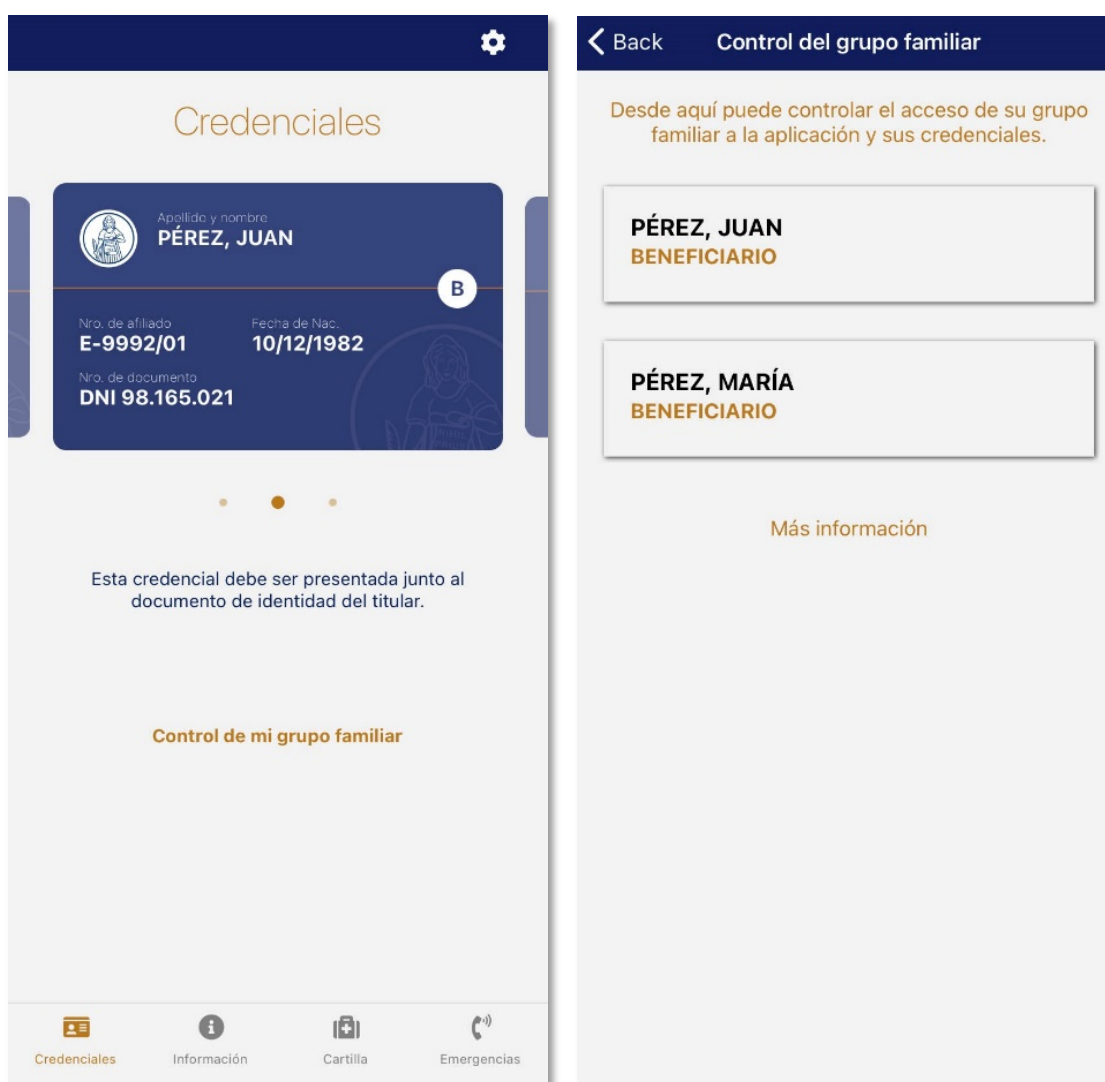 Credenciales
Apellido y nombre
PÉREZ, JUAN
B
Nro. de afiliado
Fecha de Nac.
E-9992/01
10/12/1982
Nro. de documento
DNI 98.165.021
Esta credencial debe ser presentada junto al
documento de identidad del titular.
Control de mi grupo familiar
Credenciales
Información
Cartilla
Emergencias
Back
Control del grupo familiar
Desde aquí puede controlar el acceso de su grupo
familiar a la aplicación y sus credenciales.
PÉREZ, JUAN
BENEFICIARIO
PÉREZ, MARÍA
BENEFICIARIO
Más información